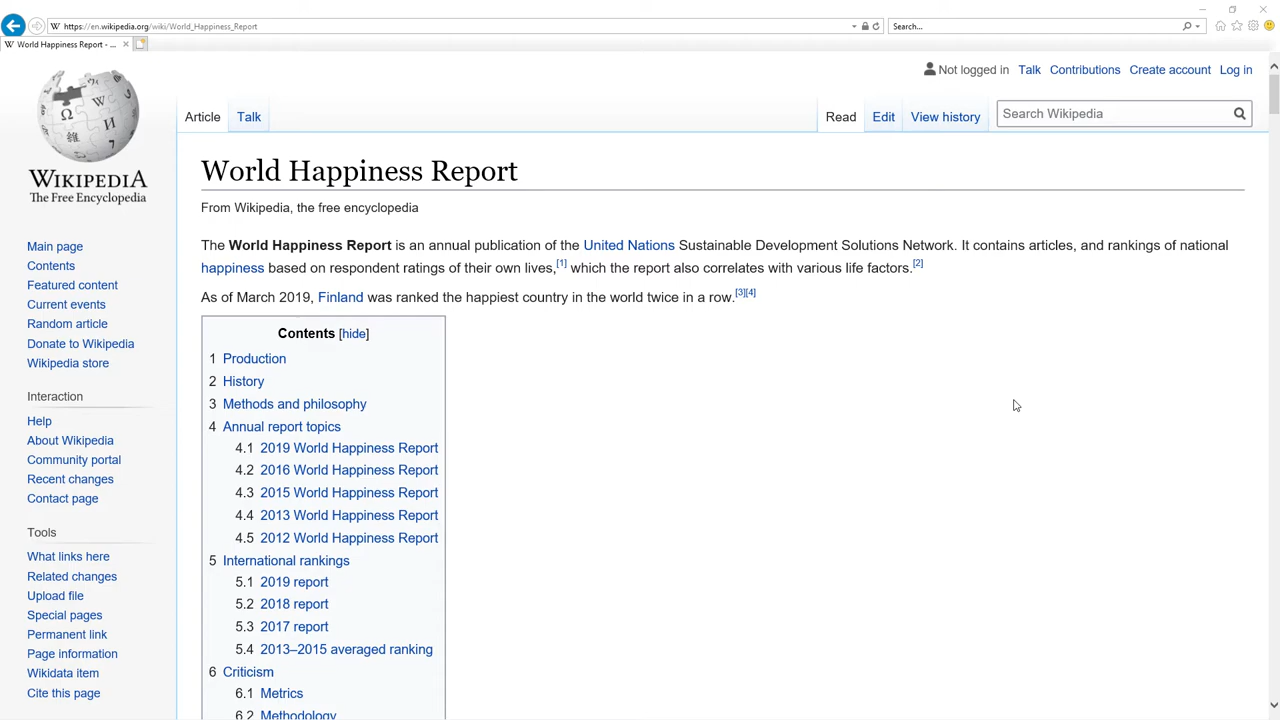 https://en.wikipedia.org/wiki/World_Happiness_Report
Search...
World Happiness Report - ...
Not logged in Talk Contributions Create account Log in
Article Talk Read Edit View history Search Wikipedia
WIKIPEDIA
The Free Encyclopedia
Main page
Contents
Featured content
Current events
Random article
Donate to Wikipedia
Wikipedia store
Interaction
Help
About Wikipedia
Community portal
Recent changes
Contact page
Tools
What links here
Related changes
Upload file
Special pages
Permanent link
Page information
Wikidata item
Cite this page
World Happiness Report
From Wikipedia, the free encyclopedia
The World Happiness Report is an annual publication of the United Nations Sustainable Development Solutions Network. It contains articles, and rankings of national
happiness based on respondent ratings of their own lives,[1] which the report also correlates with various life factors.[2]
As of March 2019, Finland was ranked the happiest country in the world twice in a row.[3][4]
Contents [hide]
1 Production
2 History
3 Methods and philosophy
4 Annual report topics
4.1 2019 World Happiness Report
4.2 2016 World Happiness Report
4.3 2015 World Happiness Report
4.4 2013 World Happiness Report
4.5 2012 World Happiness Report
5 International rankings
5.1 2019 report
5.2 2018 report
5.3 2017 report
5.4 2013–2015 averaged ranking
6 Criticism
6.1 Metrics
6.2 Methodology